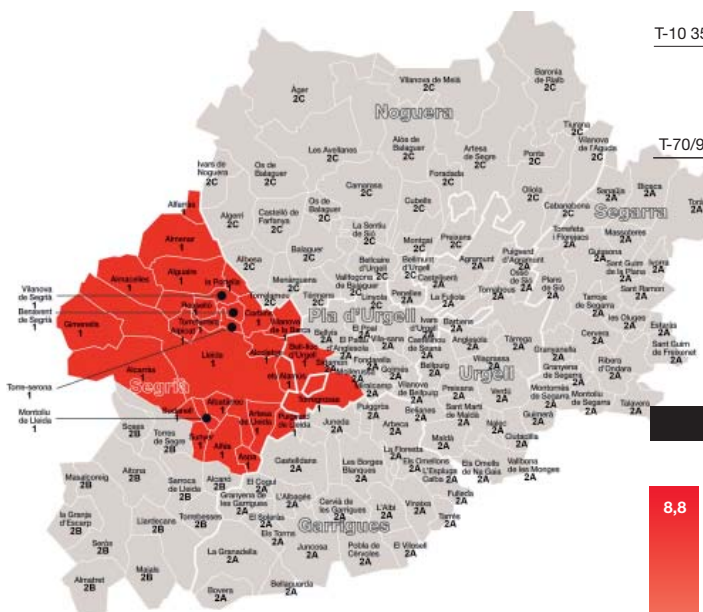 T-10 35
T-70/9
8,8
Noguera
Segarra
Pla d'Urgell
Urgell
Segrià
Garrigues
Àger
2C
Vilanova de Meià
2C
Baronia
de Rialb
2C
Tiurana
2C
Vilanova
de l'Aguda
2C
Les Avellanes
2C
Alòs de
Balaguer
2C
Artesa
de Segre
2C
Ponts
2C
Ivars de
Noguera
2C
Os de
Balaguer
2C
Camarasa
2C
Foradada
2C
Oliola
2C
Cabanabona
2C
Sanaüja
2A
Biosca
2A
Torà
2A
Alfarràs
1
Algerri
2C
Castelló de
Farfanya
2C
Os de
Balaguer
2C
Cubells
2C
La Sentiu
de Sió
2C
Montgai
2C
Preixens
2C
Torrefeta
i Florejacs
2A
Massoteres
2A
Guissona
2A
Ivorra
2A
Almenar
1
Albesa
2C
Balaguer
2C
Bellcaire
d'Urgell
2C
Bellmunt
d'Urgell
2C
Agramunt
2A
Puigverd
d'Agramunt
2A
Sant Guim
de la Plana
2A
Alguaire
1
la Portella
1
Almacelles
1
Menàrguens
2C
Vallfogona
de Balaguer
2C
Castellserà
2A
Ossó
de Sió
2A
Plans
de Sió
2A
Sant Ramon
2A
Vilanova
de Segrià
1
Benavent
de Segrià
1
Torrelameu
2C
Térmens
2C
Linyola
2C
Penelles
2A
La Fuliola
2A
Tornabous
2A
Tarroja
de Segarra
2A
les Oluges
2A
Estaràs
2A
Rosselló
1
Torrefarrera
1
Alpicat
1
Corbins
1
Vilanova de
la Barca
1
Gimenells
1
Bellvís
2A
El Poal
2A
Ivars
d'Urgell
2A
Barbens
2A
El Palau
d'Anglesola
2A
Vila-sana
2A
Castellnou
de Seana
2A
Anglesola
2A
Tàrrega
2A
Cervera
2A
Sant Guim
de Freixenet
2A
Lleida
1
Alcoletge
1
Bell-lloc
d'Urgell
1
Sidamon
2A
Fondarella
2A
Mollerussa
2A
Golmés
2A
Bellpuig
2A
Vilagrassa
2A
Granyanella
2A
Granyena
de Segarra
2A
Ribera
d'Ondara
2A
Alcarràs
1
Torre-serona
1
els Alamús
1
Miralcamp
2A
Vilanova
de Bellpuig
2A
Preixana
2A
Verdú
2A
Montornès
de Segarra
2A
Montoliu
de Segarra
2A
Talavera
2A
Montoliu
de Lleida
1
Albatàrrec
1
Artesa
de Lleida
1
Puigverd
de Lleida
1
Torregrossa
1
Puiggròs
2A
Bellianes
2A
Sant Martí
de Maldà
2A
Nalec
2A
Guimerà
2A
Ciutadilla
2A
Soses
2B
Torres
de Segre
2B
Sudanell
1
Sunyer
1
Alfés
1
Aspa
1
Juneda
2A
Arbeca
2A
Maldà
2A
Vallbona
de les Monges
2A
Massalcoreig
2B
Aitona
2B
Sarroca
de Lleida
2B
Alcanó
2B
El Cogul
2A
Castelldans
2A
Les Borges
Blanques
2A
La Floresta
2A
Els Omellons
2A
L'Espluga
Calba
2A
Els Omells
de Na Gaia
2A
la Granja
d'Escarp
2B
Llardecans
2B
Torrebesses
2B
Granyena de
les Garrigues
2A
L'Albagés
2A
Cervià de
les Garrigues
2A
L'Albi
2A
Vinaixa
2A
Fulleda
2A
Tarrés
2A
Seròs
2B
Maials
2B
Almatret
2B
El Soleràs
2A
Els Torms
2A
Juncosa
2A
Pobla de
Cérvoles
2A
El Vilosell
2A
La Granadella
2A
Bovera
2A
Bellaguarda
2A